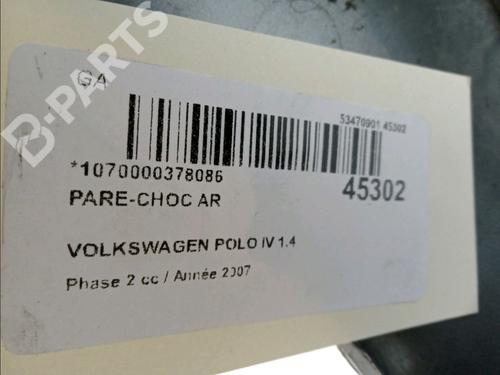 GA
B-PARTS
53470901 45302
*1070000378086
45302
PARE-CHOC AR
VOLKSWAGEN POLO IV 1.4
Phase 2 cc / Année 2007